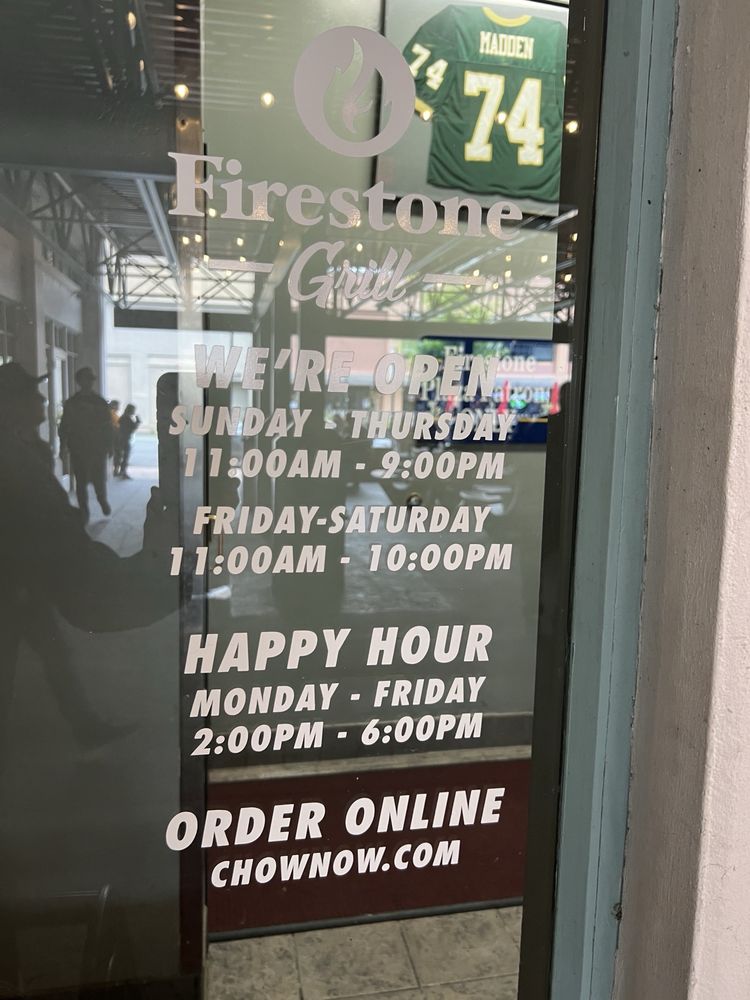 MADDEN
74
74
Firestone
Grill
WE'RE OPEN
SUNDAY - THURSDAY
11:00AM - 9:00PM
FRIDAY-SATURDAY
11:00AM - 10:00PM
HAPPY HOUR
MONDAY - FRIDAY
2:00PM - 6:00PM
ORDER ONLINE
CHOWNOW.COM
Firestone